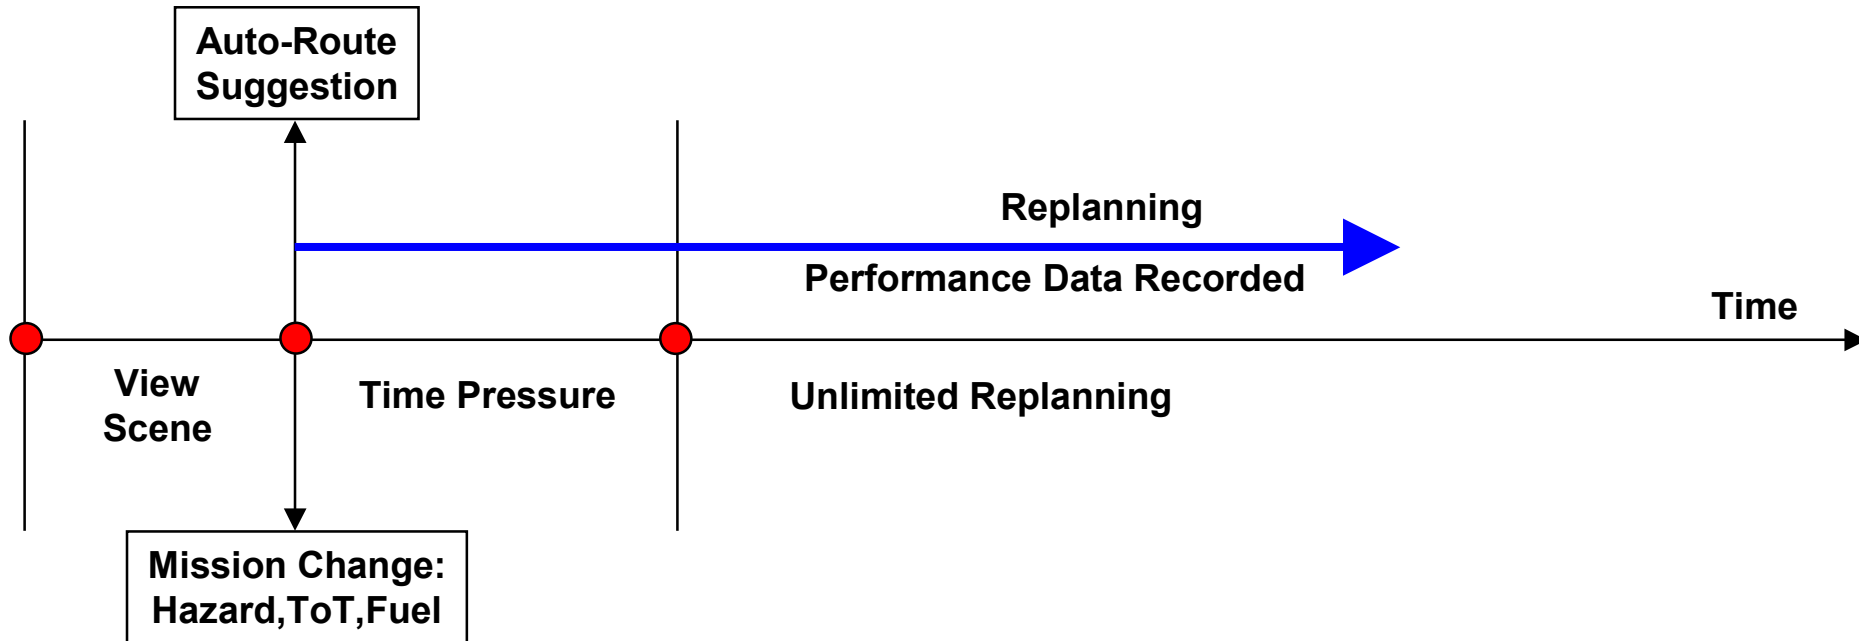 Auto-Route
Suggestion
Replanning
Performance Data Recorded
Time
View
Scene
Time Pressure
Unlimited Replanning
Mission Change:
Hazard,ToT,Fuel